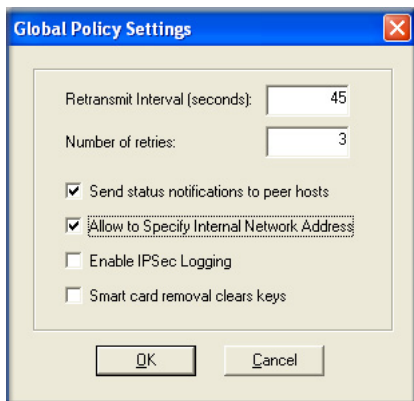 Global Policy Settings
Retransmit Interval (seconds): 45
Number of retries: 3
Send status notifications to peer hosts
Allow to Specify Internal Network Address
Enable IPSec Logging
Smart card removal clears keys
OK Cancel